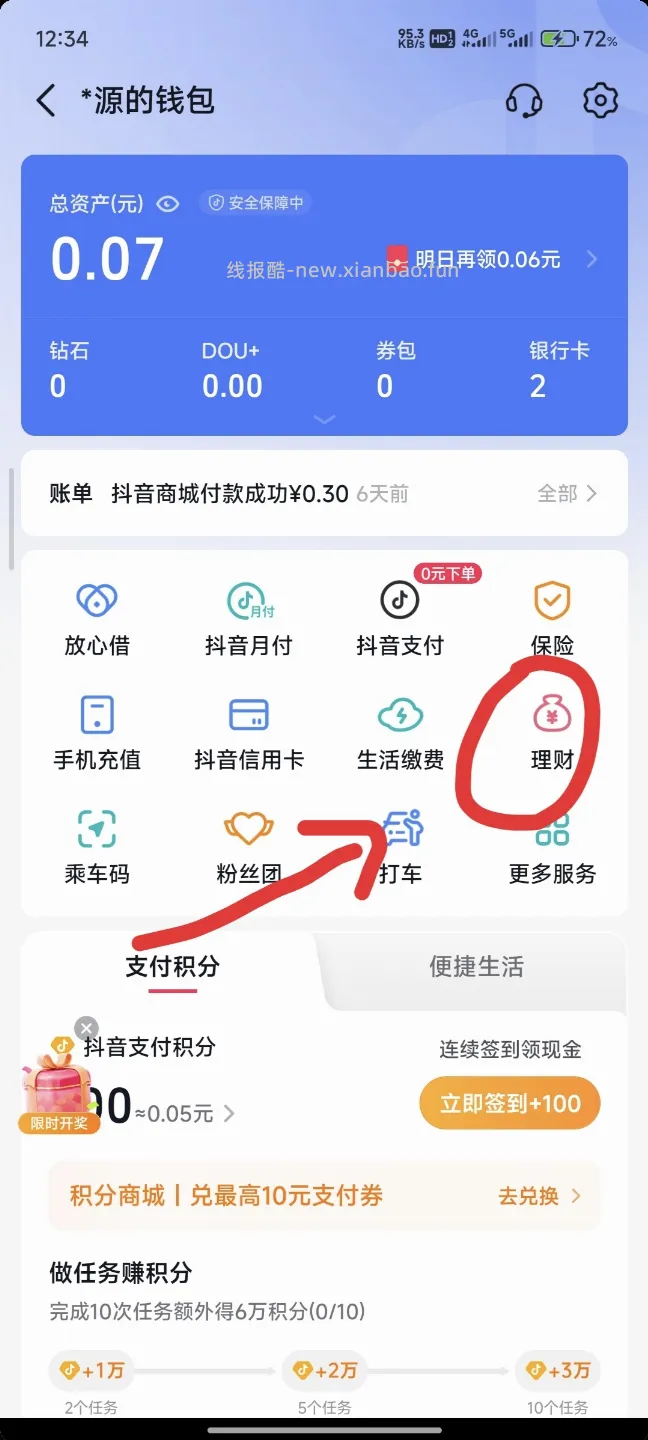 12:34 95.3 KB/s HD1 2 4G 5G 72%
*源的钱包
总资产(元) 安全保障中
0.07 明日再领0.06元
线报酷-new.xianbao.fun
钻石 DOU+ 券包 银行卡
0 0.00 0 2
账单 抖音商城付款成功¥0.30 6天前 全部
0元下单
月付
放心借 抖音月付 抖音支付 保险
手机充值 抖音信用卡 生活缴费 理财
乘车码 粉丝团 打车 更多服务
支付积分 便捷生活
抖音支付积分 连续签到领现金
≈0.05元 立即签到+100
限时开奖
积分商城丨兑最高10元支付券 去兑换
做任务赚积分
完成10次任务额外得6万积分(0/10)
+1万 +2万 +3万
2个任务 5个任务 10个任务